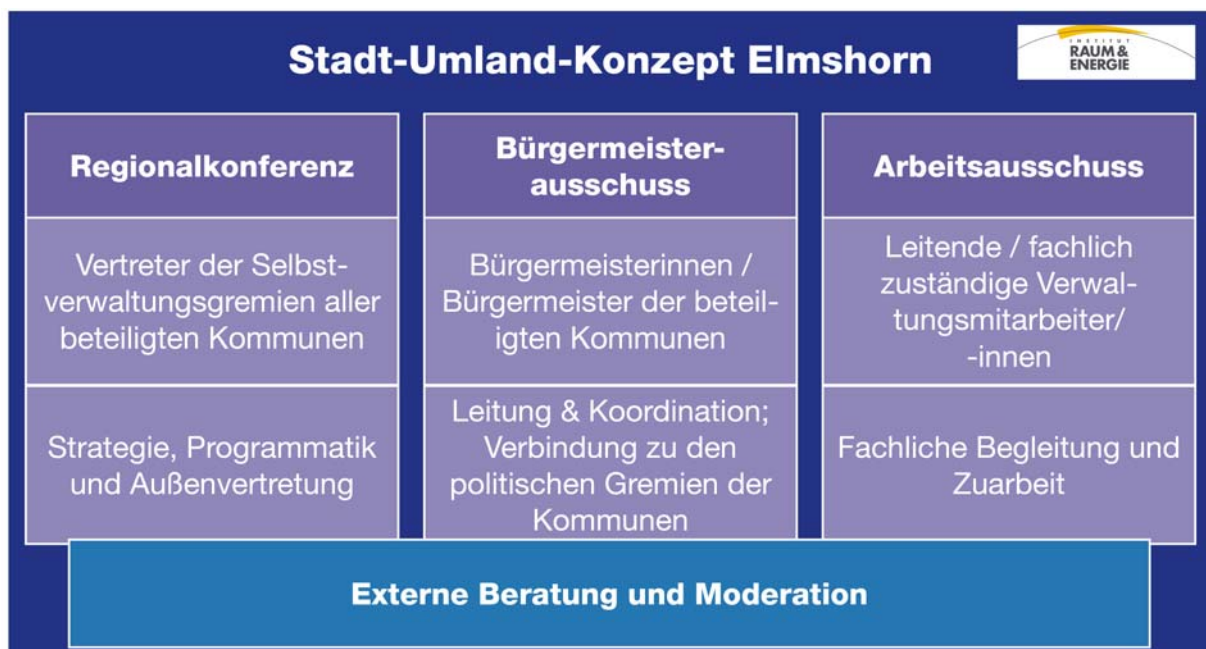 Stadt-Umland-Konzept Elmshorn
INSTITUT
RAUM &
ENERGIE
Regionalkonferenz
Vertreter der Selbst-
verwaltungsgremien aller
beteiligten Kommunen
Strategie, Programmatik
und Außenvertretung
Bürgermeister-
ausschuss
Bürgermeisterinnen /
Bürgermeister der beteil-
igten Kommunen
Leitung & Koordination;
Verbindung zu den
politischen Gremien der
Kommunen
Arbeitsausschuss
Leitende / fachlich
zuständige Verwal-
tungsmitarbeiter/
-innen
Fachliche Begleitung und
Zuarbeit
Externe Beratung und Moderation